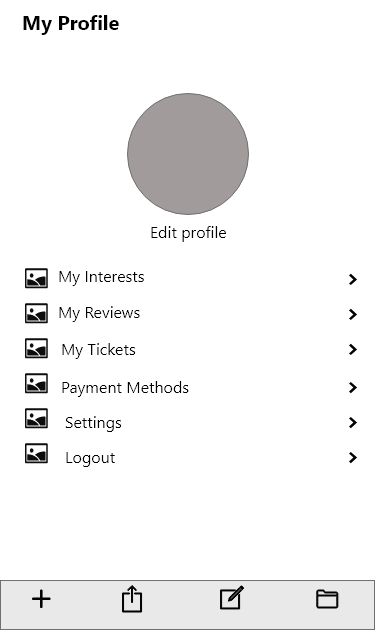 My Profile
Edit profile
My Interests
My Reviews
My Tickets
Payment Methods
Settings
Logout